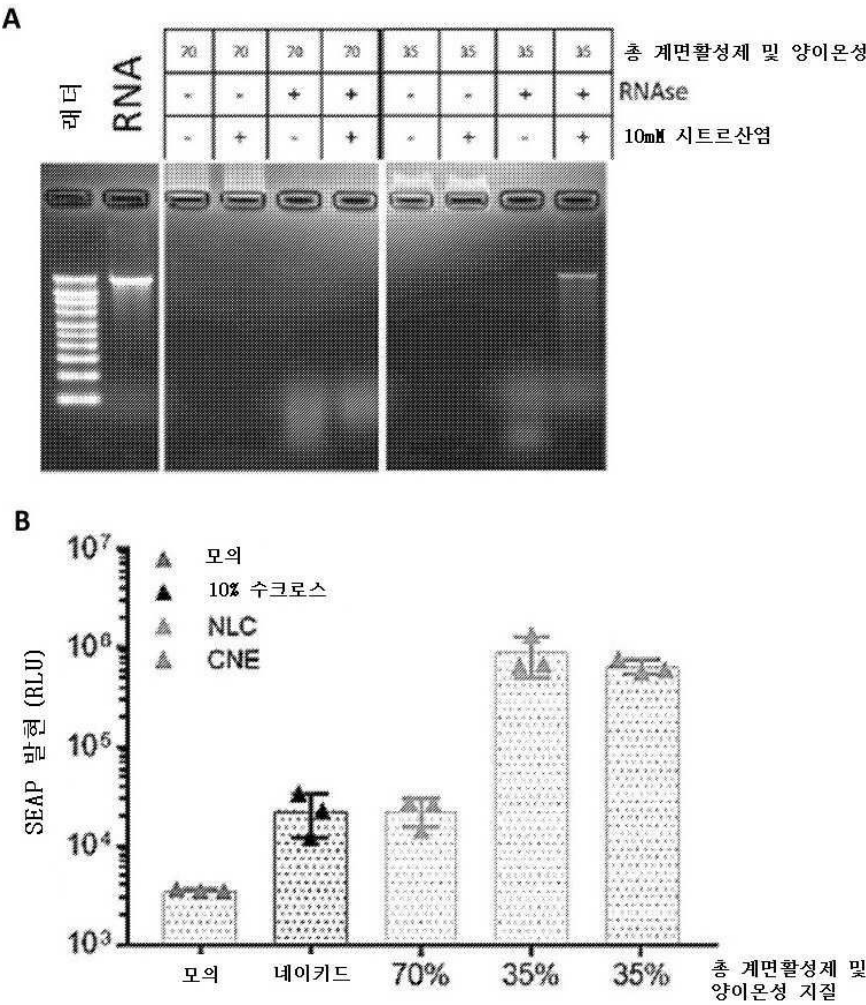 A
래더
RNA
70 70 70 70 35 35 35 35 총 계면활성제 및 양이온성
- - + + - - + + RNAse
- + - + - + - + 10mM 시트르산염
B
SEAP 발현 (RLU)
10⁷
10⁶
10⁵
10⁴
10³
모의
10% 수크로스
NLC
CNE
모의 네이키드 70% 35% 35% 총 계면활성제 및
양이온성 지질